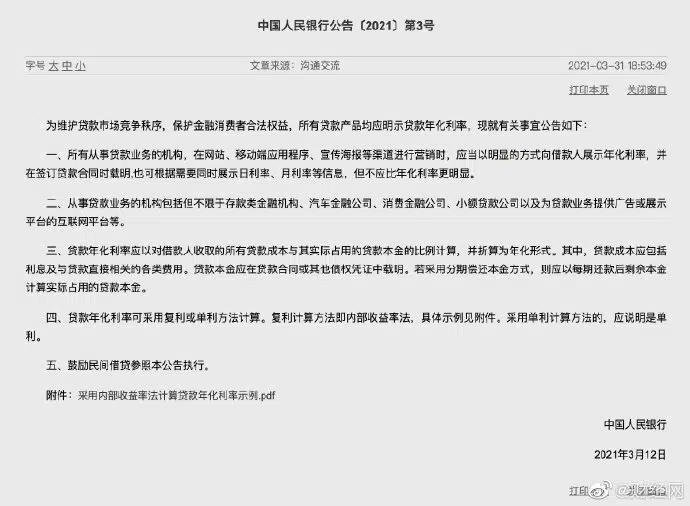 中国人民银行公告〔2021〕第3号
字号 大 中 小 文章来源：沟通交流 2021-03-31 18:53:49
打印本页 关闭窗口
为维护贷款市场竞争秩序，保护金融消费者合法权益，所有贷款产品均应明示贷款年化利率，现就有关事宜公告如下：
一、所有从事贷款业务的机构，在网站、移动端应用程序、宣传海报等渠道进行营销时，应当以明显的方式向借款人展示年化利率，并
在签订贷款合同时载明,也可根据需要同时展示日利率、月利率等信息，但不应比年化利率更明显。
二、从事贷款业务的机构包括但不限于存款类金融机构、汽车金融公司、消费金融公司、小额贷款公司以及为贷款业务提供广告或展示
平台的互联网平台等。
三、贷款年化利率应以对借款人收取的所有贷款成本与其实际占用的贷款本金的比例计算，并折算为年化形式。其中，贷款成本应包括
利息及与贷款直接相关的各类费用。贷款本金应在贷款合同或其他债权凭证中载明。若采用分期偿还本金方式，则应以每期还款后剩余本金
计算实际占用的贷款本金。
四、贷款年化利率可采用复利或单利方法计算。复利计算方法即内部收益率法，具体示例见附件。采用单利计算方法的，应说明是单
利。
五、鼓励民间借贷参照本公告执行。
附件：采用内部收益率法计算贷款年化利率示例.pdf
中国人民银行
2021年3月12日
打印